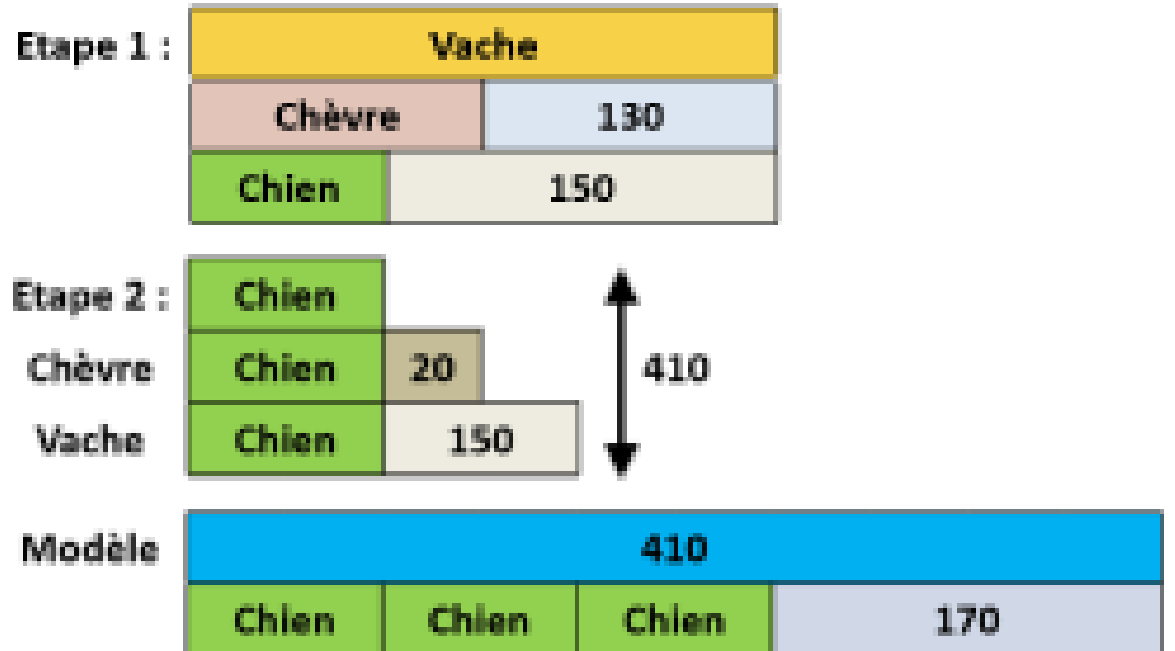 Etape 1 : Vache
Chèvre 130
Chien 150
Etape 2 : Chien
Chèvre Chien 20 410
Vache Chien 150
Modèle 410
Chien Chien Chien 170